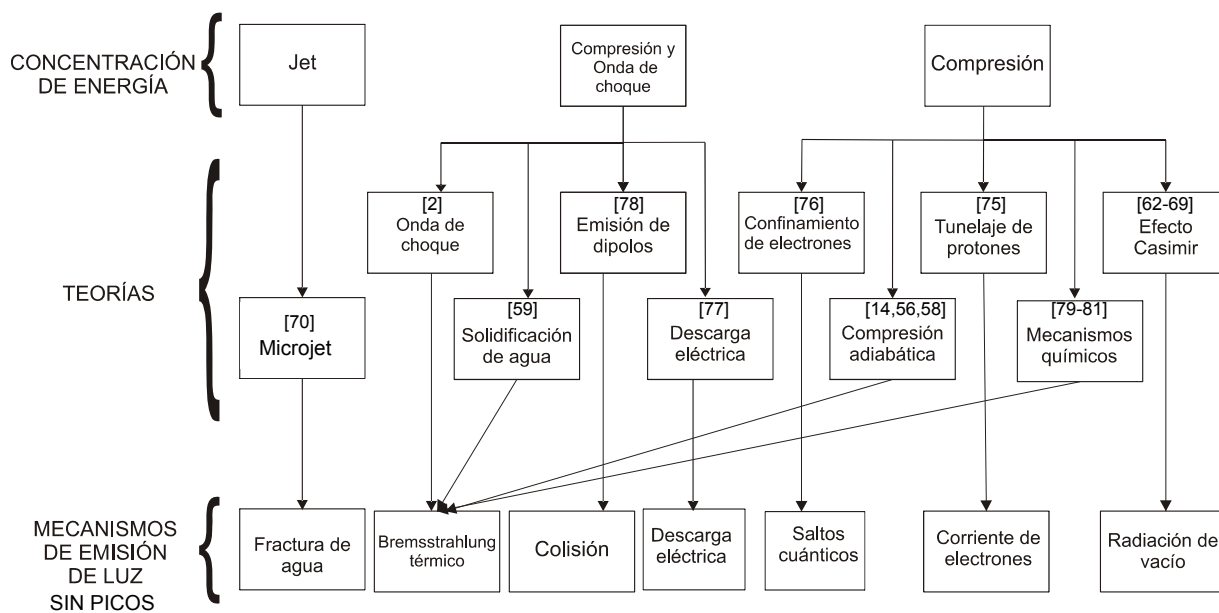 CONCENTRACIÓN
DE ENERGÍA
Jet
Compresión y
Onda de
choque
Compresión
TEORÍAS
[2]
Onda de
choque
[78]
Emisión de
dipolos
[76]
Confinamiento
de electrones
[75]
Tunelaje de
protones
[62-69]
Efecto
Casimir
[70]
Microjet
[59]
Solidificación
de agua
[77]
Descarga
eléctrica
[14,56,58]
Compresión
adiabática
[79-81]
Mecanismos
químicos
MECANISMOS
DE EMISIÓN
DE LUZ
SIN PICOS
Fractura de
agua
Bremsstrahlung
térmico
Colisión
Descarga
eléctrica
Saltos
cuánticos
Corriente de
electrones
Radiación de
vacío